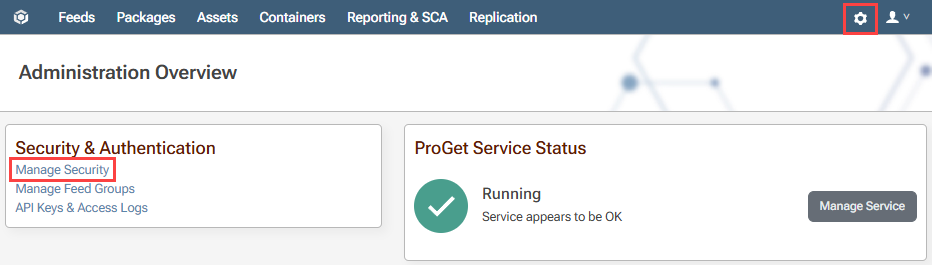 Feeds Packages Assets Containers Reporting & SCA Replication
Administration Overview
Security & Authentication
Manage Security
Manage Feed Groups
API Keys & Access Logs
ProGet Service Status
Running
Service appears to be OK
Manage Service